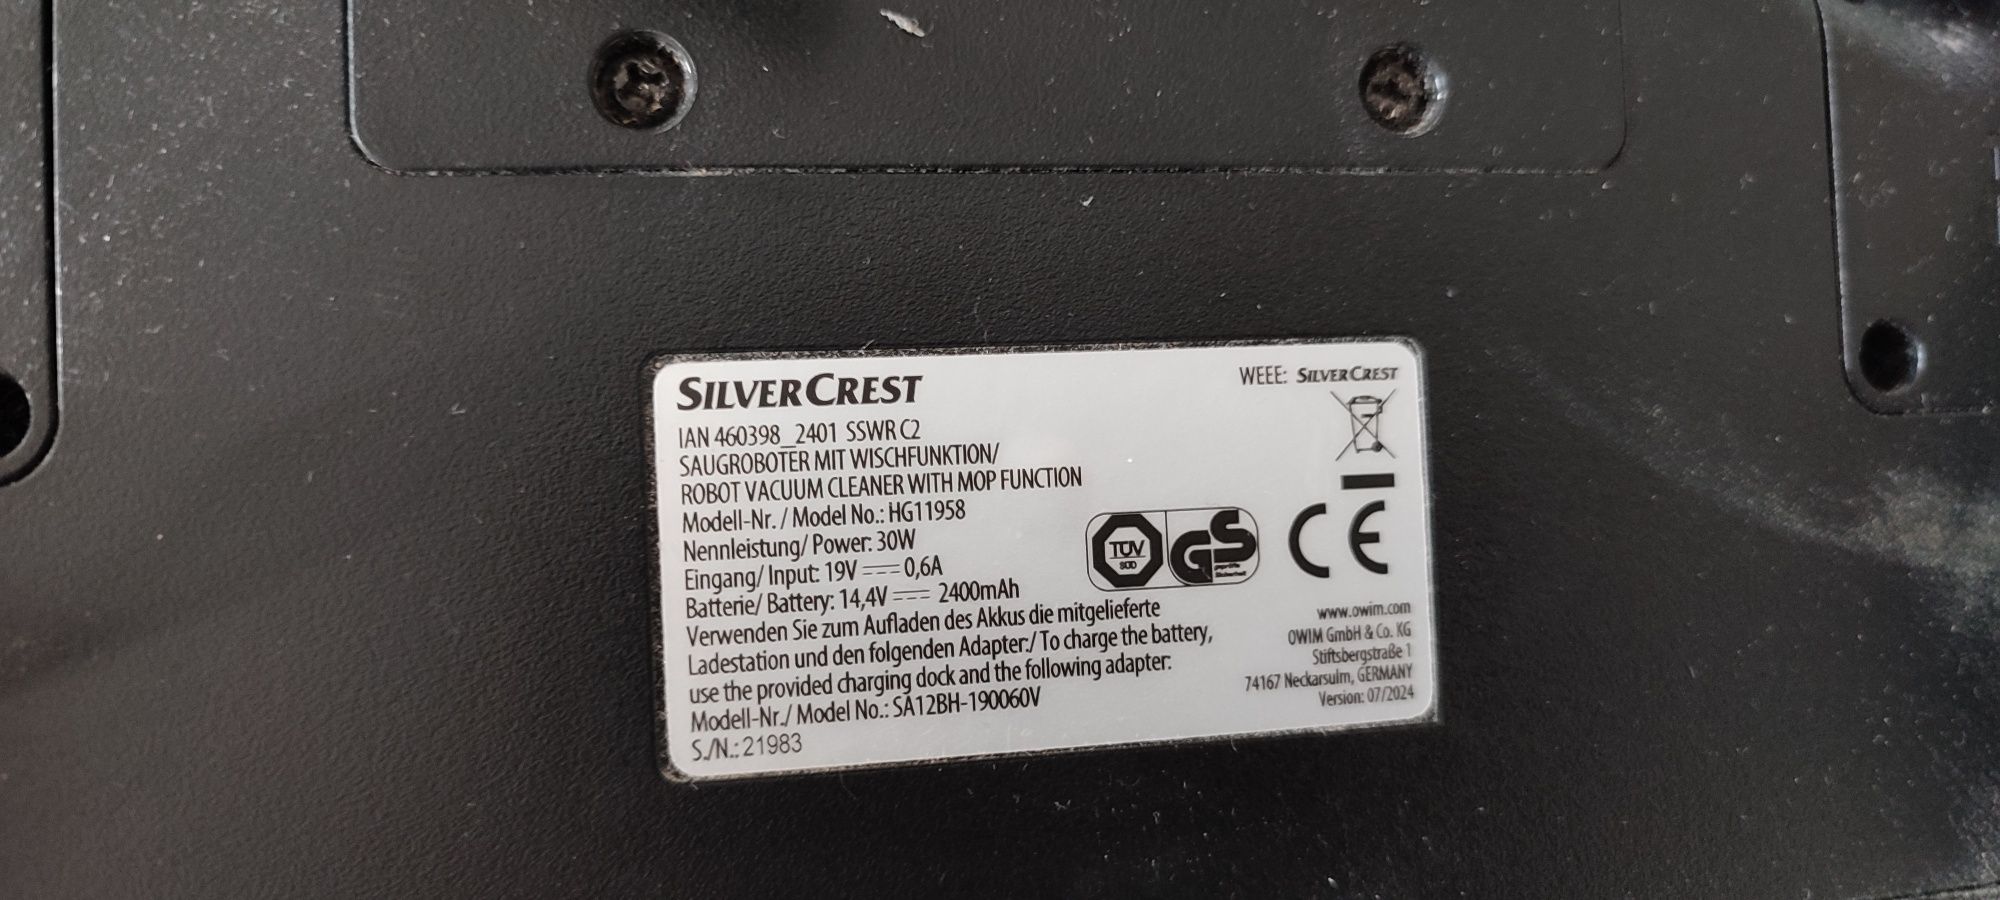 SILVERCREST
IAN 460398_2401 SSWR C2
SAUGROBOTER MIT WISCHFUNKTION/
ROBOT VACUUM CLEANER WITH MOP FUNCTION
Modell-Nr. / Model No.: HG11958
Nennleistung/ Power: 30W
Eingang/ Input: 19V ⎓ 0,6A
Batterie/ Battery: 14,4V ⎓ 2400mAh
Verwenden Sie zum Aufladen des Akkus die mitgelieferte
Ladestation und den folgenden Adapter./ To charge the battery,
use the provided charging dock and the following adapter:
Modell-Nr./ Model No.: SA12BH-190060V
S./N.: 21983
WEEE: SILVERCREST
TÜV
SÜD
GS
geprüfte
Sicherheit
CE
www.owim.com
OWIM GmbH & Co. KG
Stiftsbergstraße 1
74167 Neckarsulm, GERMANY
Version: 07/2024